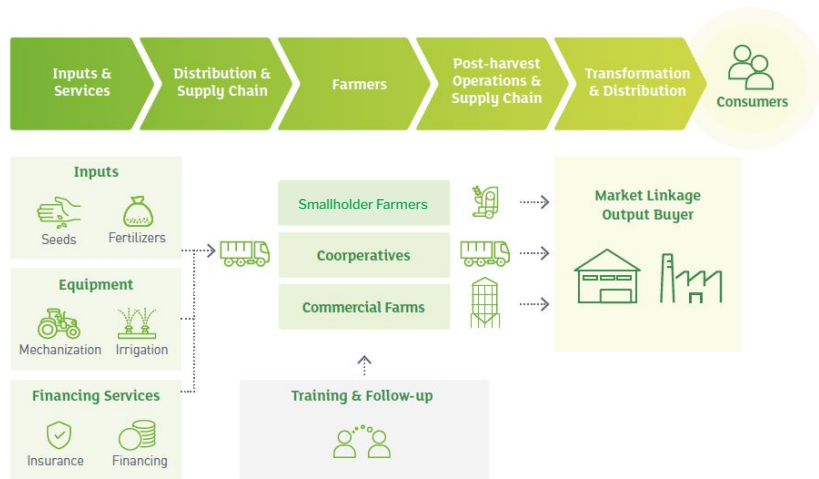 Inputs &
Services
Distribution &
Supply Chain
Farmers
Post-harvest
Operations &
Supply Chain
Transformation
& Distribution
Consumers
Inputs
Seeds
Fertilizers
Equipment
Mechanization
Irrigation
Financing Services
Insurance
Financing
Smallholder Farmers
Coorperatives
Commercial Farms
Training & Follow-up
Market Linkage
Output Buyer